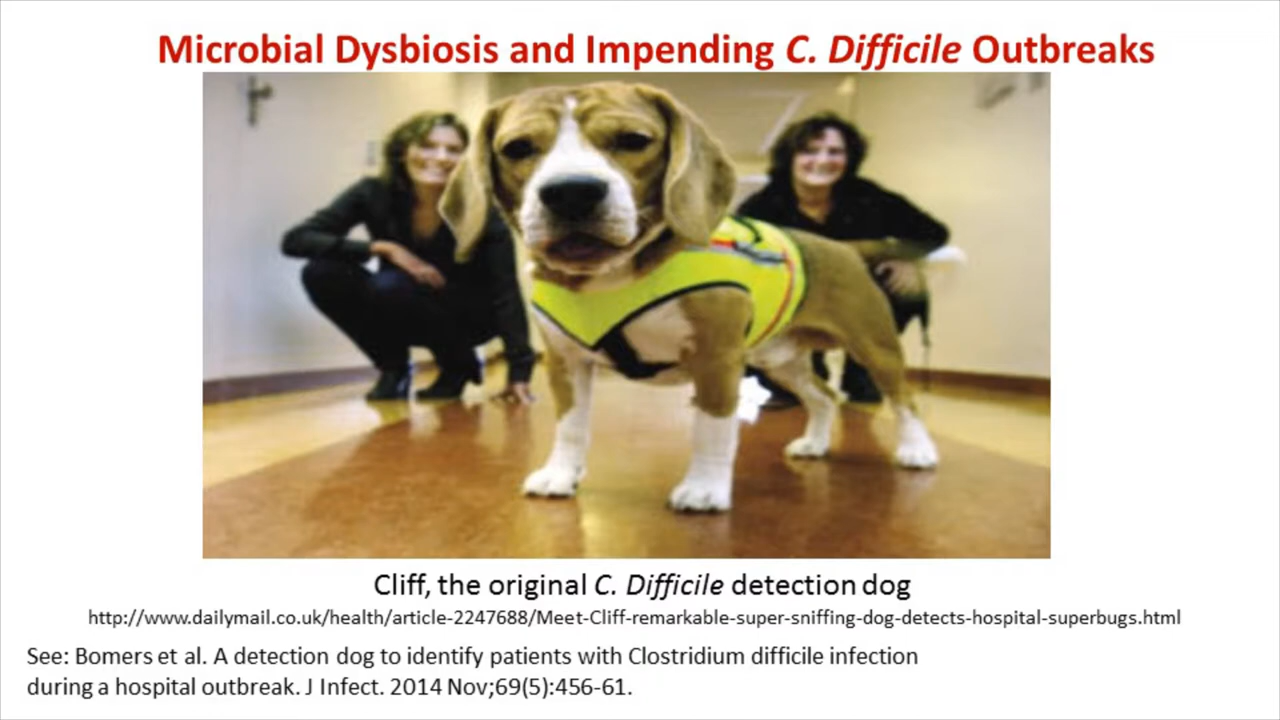 Microbial Dysbiosis and Impending C. Difficile Outbreaks
Cliff, the original C. Difficile detection dog
http://www.dailymail.co.uk/health/article-2247688/Meet-Cliff-remarkable-super-sniffing-dog-detects-hospital-superbugs.html
See: Bomers et al. A detection dog to identify patients with Clostridium difficile infection
during a hospital outbreak. J Infect. 2014 Nov;69(5):456-61.